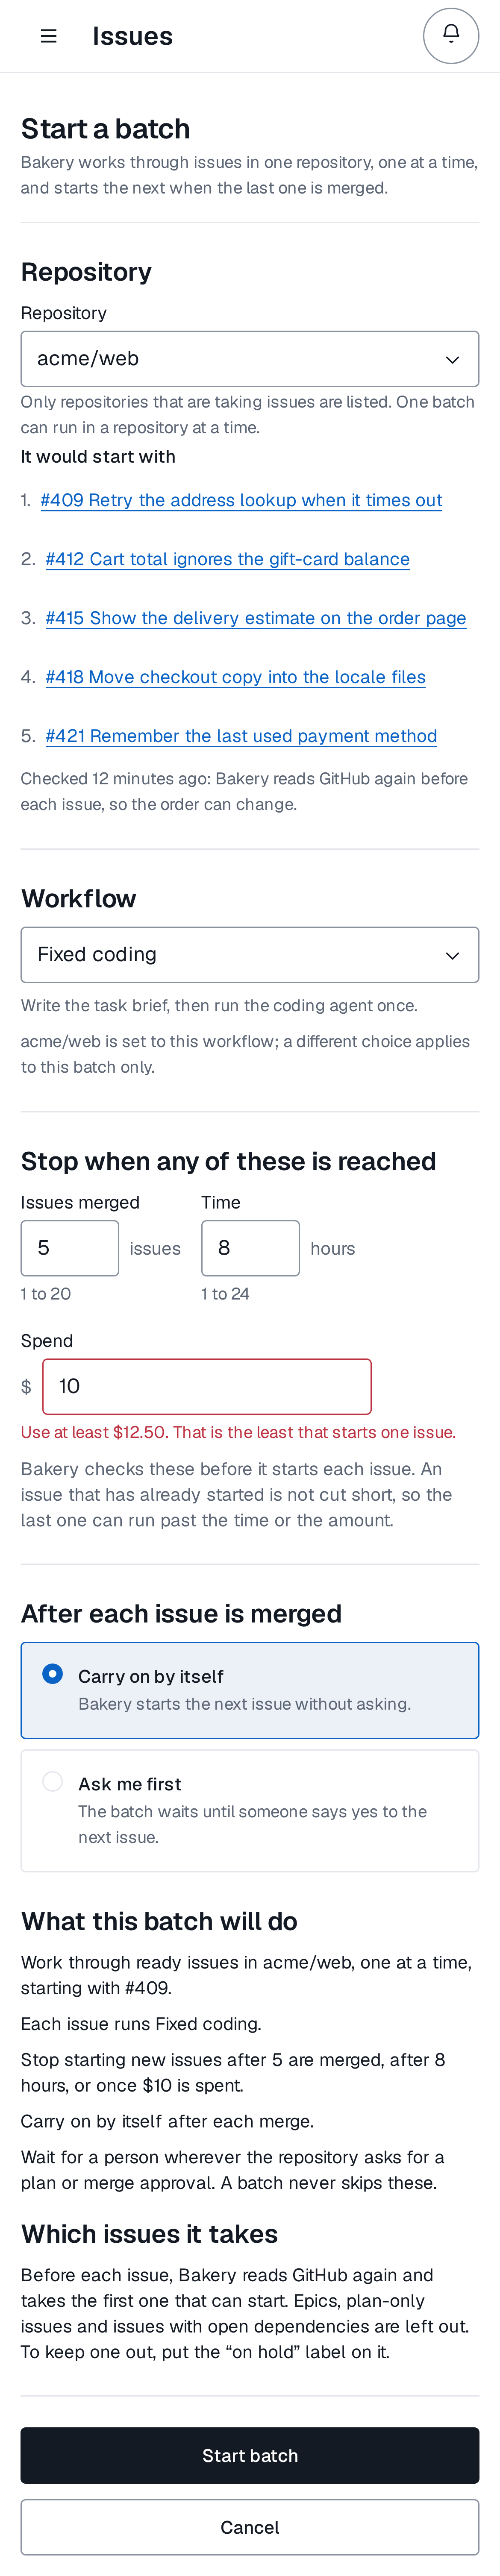 Issues
Start a batch
Bakery works through issues in one repository, one at a time,
and starts the next when the last one is merged.
Repository
Repository
acme/web
Only repositories that are taking issues are listed. One batch
can run in a repository at a time.
It would start with
1. #409 Retry the address lookup when it times out
2. #412 Cart total ignores the gift-card balance
3. #415 Show the delivery estimate on the order page
4. #418 Move checkout copy into the locale files
5. #421 Remember the last used payment method
Checked 12 minutes ago: Bakery reads GitHub again before
each issue, so the order can change.
Workflow
Fixed coding
Write the task brief, then run the coding agent once.
acme/web is set to this workflow; a different choice applies
to this batch only.
Stop when any of these is reached
Issues merged Time
5 issues 8 hours
1 to 20 1 to 24
Spend
$ 10
Use at least $12.50. That is the least that starts one issue.
Bakery checks these before it starts each issue. An
issue that has already started is not cut short, so the
last one can run past the time or the amount.
After each issue is merged
Carry on by itself
Bakery starts the next issue without asking.
Ask me first
The batch waits until someone says yes to the
next issue.
What this batch will do
Work through ready issues in acme/web, one at a time,
starting with #409.
Each issue runs Fixed coding.
Stop starting new issues after 5 are merged, after 8
hours, or once $10 is spent.
Carry on by itself after each merge.
Wait for a person wherever the repository asks for a
plan or merge approval. A batch never skips these.
Which issues it takes
Before each issue, Bakery reads GitHub again and
takes the first one that can start. Epics, plan-only
issues and issues with open dependencies are left out.
To keep one out, put the “on hold” label on it.
Start batch
Cancel